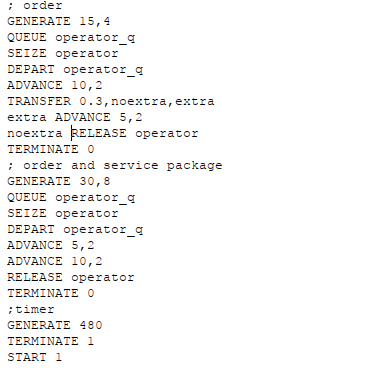 ; order
GENERATE 15,4
QUEUE operator_q
SEIZE operator
DEPART operator_q
ADVANCE 10,2
TRANSFER 0.3,noextra,extra
extra ADVANCE 5,2
noextra RELEASE operator
TERMINATE 0
; order and service package
GENERATE 30,8
QUEUE operator_q
SEIZE operator
DEPART operator_q
ADVANCE 5,2
ADVANCE 10,2
RELEASE operator
TERMINATE 0
;timer
GENERATE 480
TERMINATE 1
START 1